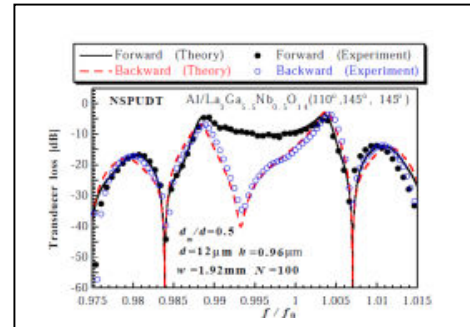 Forward (Theory) Forward (Experiment)
Backward (Theory) Backward (Experiment)
NSPUDT Al/La3Ga5.5Nb0.5O14(110°,145°, 145°)
Transducer loss [dB]
0
-10
-20
-30
-40
-50
-60
dm/d=0.5
d=12μm h=0.96μm
w=1.92mm N=100
0.975 0.98 0.985 0.99 0.995 1 1.005 1.01 1.015
f/f0